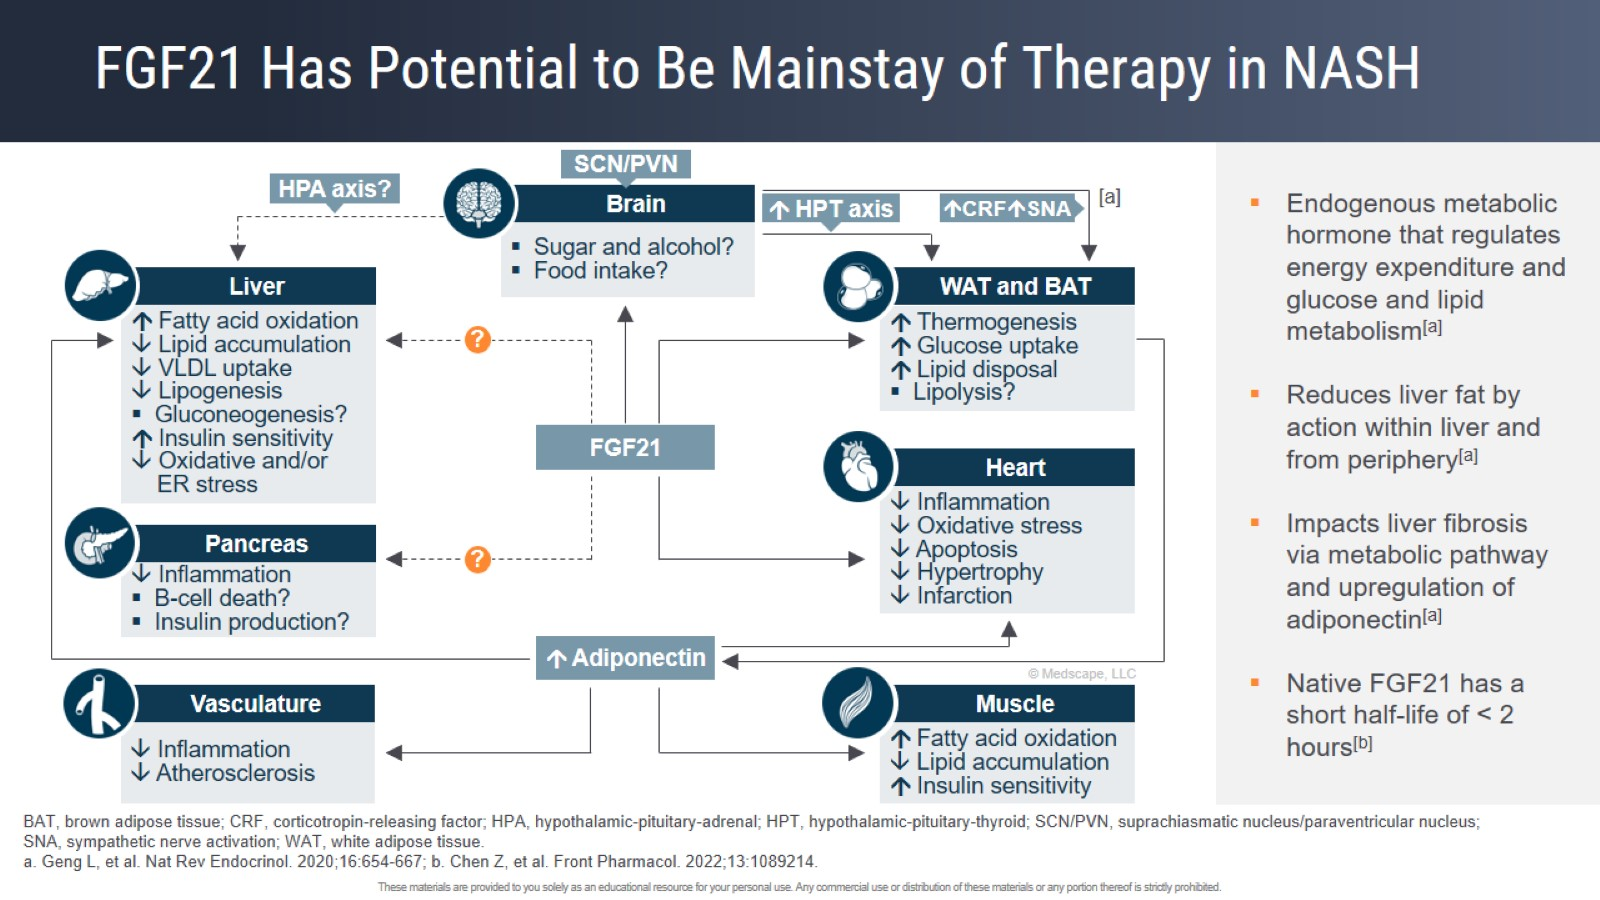 FGF21 Has Potential to Be Mainstay of Therapy in NASH
SCN/PVN
HPA axis?
Brain
▪ Sugar and alcohol?
▪ Food intake?
↑ HPT axis
↑CRF↑SNA
[a]
Liver
↑ Fatty acid oxidation
↓ Lipid accumulation
↓ VLDL uptake
↓ Lipogenesis
▪ Gluconeogenesis?
↑ Insulin sensitivity
↓ Oxidative and/or
ER stress
?
WAT and BAT
↑ Thermogenesis
↑ Glucose uptake
↑ Lipid disposal
▪ Lipolysis?
FGF21
Heart
↓ Inflammation
↓ Oxidative stress
↓ Apoptosis
↓ Hypertrophy
↓ Infarction
Pancreas
↓ Inflammation
▪ B-cell death?
▪ Insulin production?
?
↑ Adiponectin
© Medscape, LLC
Vasculature
↓ Inflammation
↓ Atherosclerosis
Muscle
↑ Fatty acid oxidation
↓ Lipid accumulation
↑ Insulin sensitivity
▪ Endogenous metabolic
hormone that regulates
energy expenditure and
glucose and lipid
metabolism[a]
▪ Reduces liver fat by
action within liver and
from periphery[a]
▪ Impacts liver fibrosis
via metabolic pathway
and upregulation of
adiponectin[a]
▪ Native FGF21 has a
short half-life of < 2
hours[b]
BAT, brown adipose tissue; CRF, corticotropin-releasing factor; HPA, hypothalamic-pituitary-adrenal; HPT, hypothalamic-pituitary-thyroid; SCN/PVN, suprachiasmatic nucleus/paraventricular nucleus;
SNA, sympathetic nerve activation; WAT, white adipose tissue.
a. Geng L, et al. Nat Rev Endocrinol. 2020;16:654-667; b. Chen Z, et al. Front Pharmacol. 2022;13:1089214.
These materials are provided to you solely as an educational resource for your personal use. Any commercial use or distribution of these materials or any portion thereof is strictly prohibited.